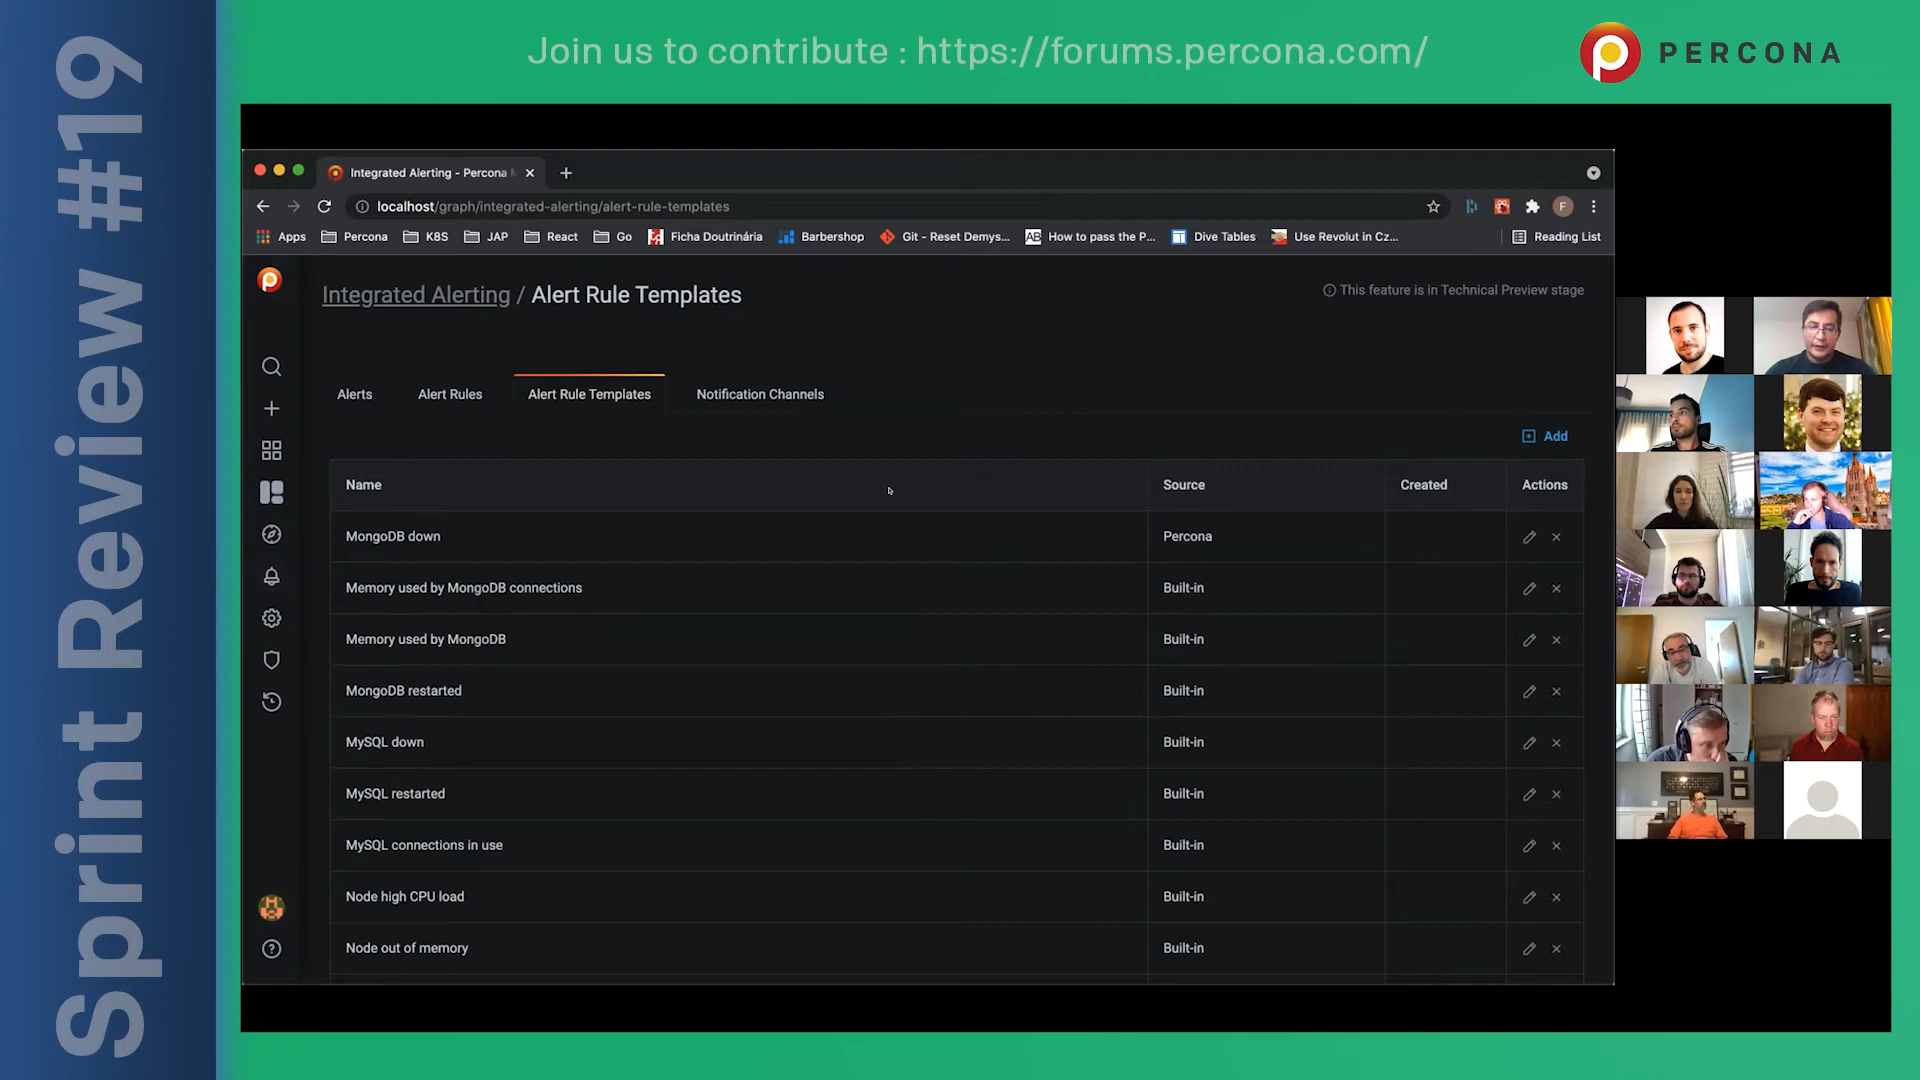 Sprint Review #19
Join us to contribute : https://forums.percona.com/
PERCONA
Integrated Alerting - Percona
localhost/graph/integrated-alerting/alert-rule-templates
F
Apps Percona K8S JAP React Go Ficha Doutrinária Barbershop Git - Reset Demys... AB How to pass the P... Dive Tables Use Revolut in Cz... Reading List
Integrated Alerting / Alert Rule Templates
This feature is in Technical Preview stage
Alerts Alert Rules Alert Rule Templates Notification Channels
Add
Name Source Created Actions
MongoDB down Percona
Memory used by MongoDB connections Built-in
Memory used by MongoDB Built-in
MongoDB restarted Built-in
MySQL down Built-in
MySQL restarted Built-in
MySQL connections in use Built-in
Node high CPU load Built-in
Node out of memory Built-in